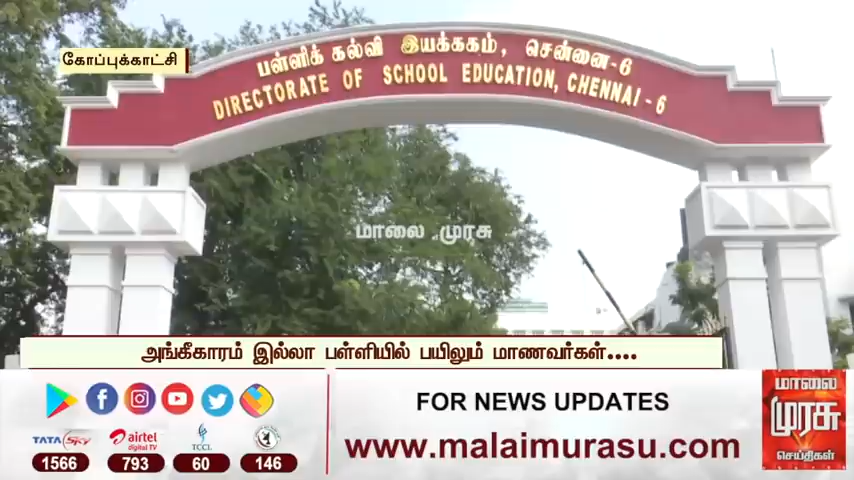 கோப்புக்காட்சி
பள்ளிக் கல்வி இயக்ககம், சென்னை-6
DIRECTORATE OF SCHOOL EDUCATION, CHENNAI - 6
மாலை முரசு
அங்கீகாரம் இல்லா பள்ளியில் பயிலும் மாணவர்கள்....
FOR NEWS UPDATES
www.malaimurasu.com
TATA SKY
airtel
digital TV
TCCL
1566
793
60
146
மாலை
முரசு
செய்திகள்